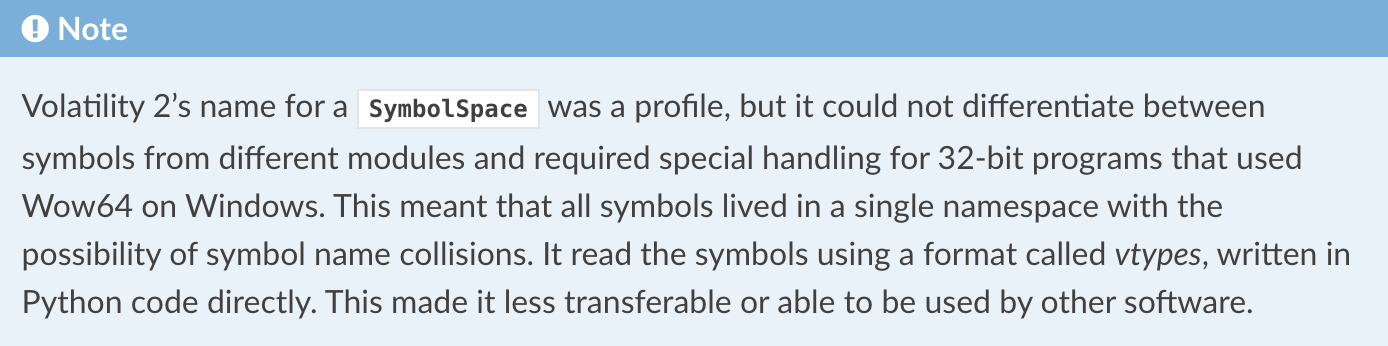 Note
Volatility 2’s name for a SymbolSpace was a profile, but it could not differentiate between
symbols from different modules and required special handling for 32-bit programs that used
Wow64 on Windows. This meant that all symbols lived in a single namespace with the
possibility of symbol name collisions. It read the symbols using a format called vtypes, written in
Python code directly. This made it less transferable or able to be used by other software.